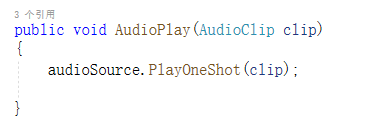 3 个引用
public void AudioPlay(AudioClip clip)
{
    audioSource.PlayOneShot(clip);
}